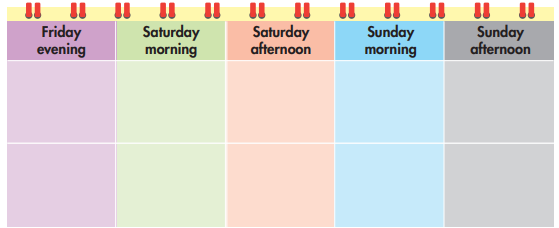 Friday evening
Saturday morning
Saturday afternoon
Sunday morning
Sunday afternoon